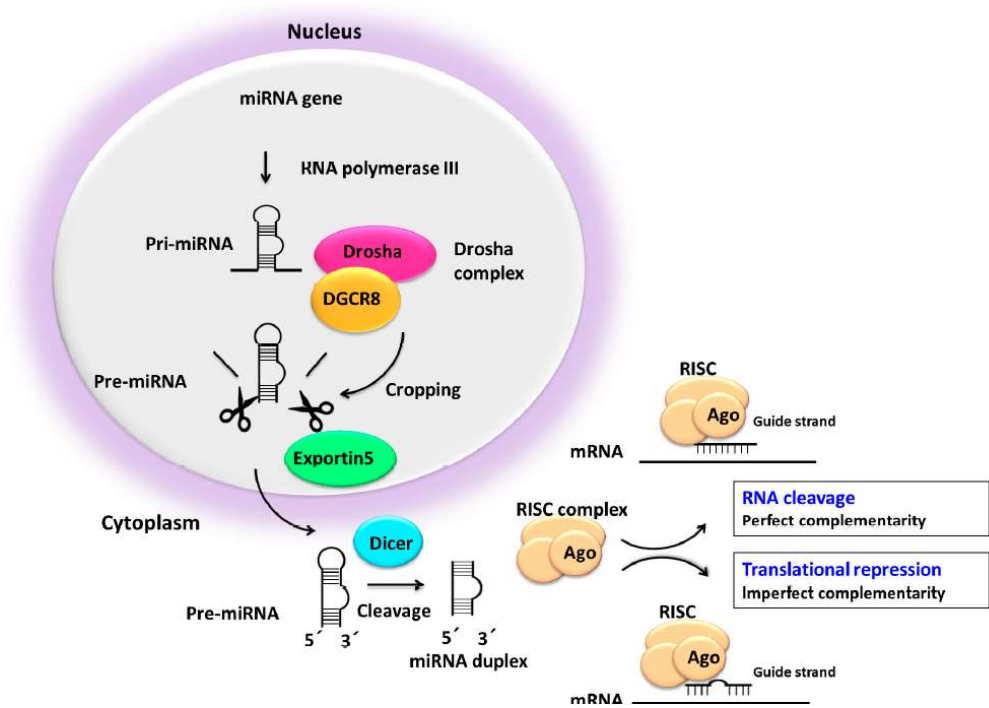 Nucleus
miRNA gene
RNA polymerase III
Pri-miRNA
Drosha
Drosha
complex
DGCR8
Pre-miRNA
Cropping
Exportin5
Cytoplasm
Dicer
Pre-miRNA
Cleavage
5´ 3´
5´ 3´
miRNA duplex
RISC
Ago
Guide strand
mRNA
RISC complex
Ago
RNA cleavage
Perfect complementarity
Translational repression
Imperfect complementarity
RISC
Ago
Guide strand
mRNA